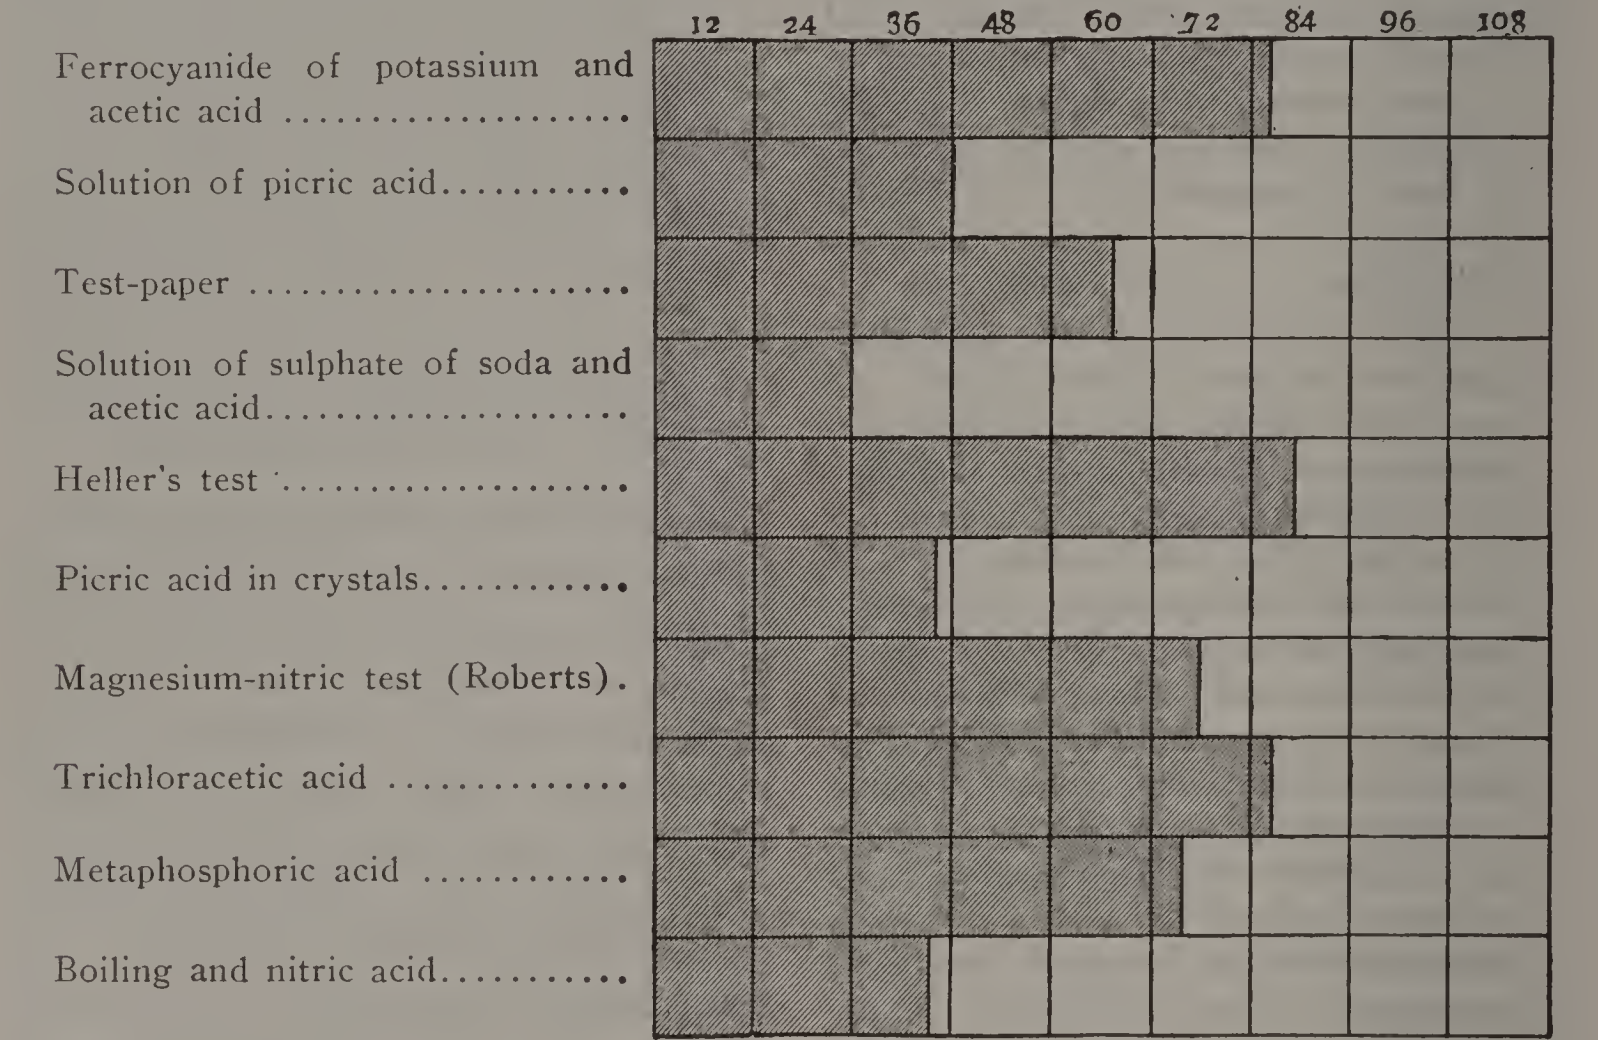 12 24 36 48 60 72 84 96 108
Ferrocyanide of potassium and
acetic acid ....................
Solution of picric acid...........
Test-paper ......................
Solution of sulphate of soda and
acetic acid.....................
Heller's test ....................
Picric acid in crystals............
Magnesium-nitric test (Roberts).
Trichloracetic acid ..............
Metaphosphoric acid ............
Boiling and nitric acid...........